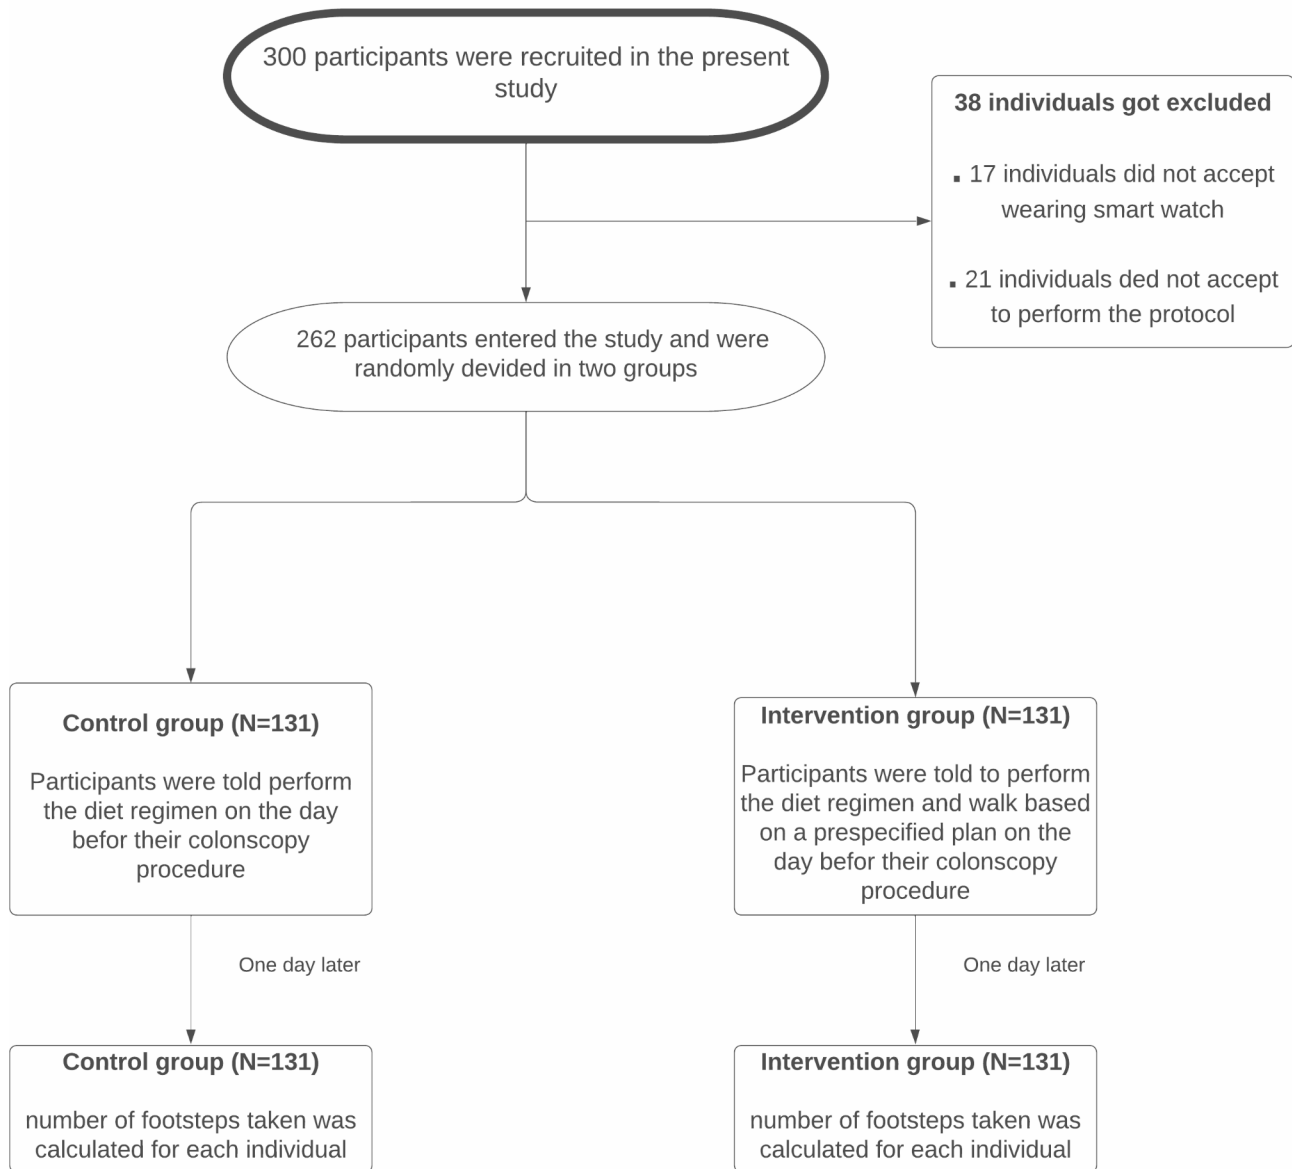 300 participants were recruited in the present
study
38 individuals got excluded
▪ 17 individuals did not accept
wearing smart watch
▪ 21 individuals ded not accept
to perform the protocol
262 participants entered the study and were
randomly devided in two groups
Control group (N=131)
Participants were told perform
the diet regimen on the day
befor their colonscopy
procedure
Intervention group (N=131)
Participants were told to perform
the diet regimen and walk based
on a prespecified plan on the
day befor their colonscopy
procedure
One day later
One day later
Control group (N=131)
number of footsteps taken was
calculated for each individual
Intervention group (N=131)
number of footsteps taken was
calculated for each individual